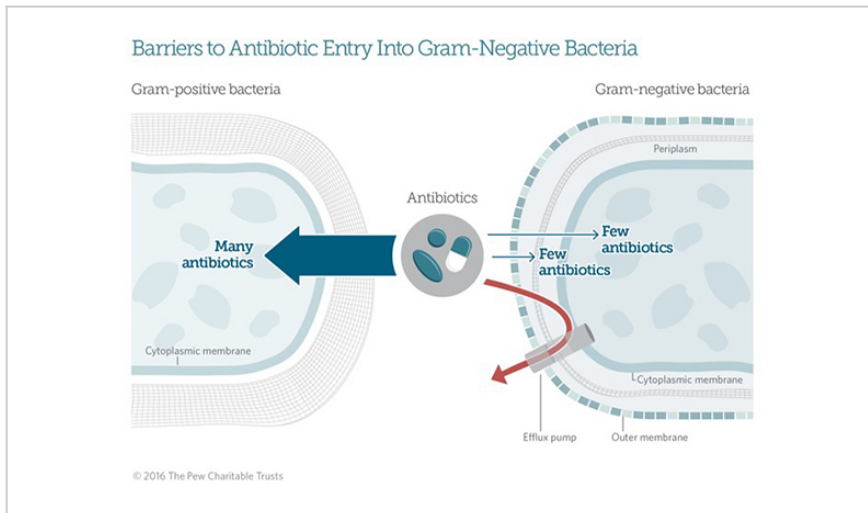 Barriers to Antibiotic Entry Into Gram-Negative Bacteria
Gram-positive bacteria
Gram-negative bacteria
Periplasm
Antibiotics
Many
antibiotics
Few
antibiotics
Few
antibiotics
Cytoplasmic membrane
Cytoplasmic membrane
Efflux pump
Outer membrane
© 2016 The Pew Charitable Trusts